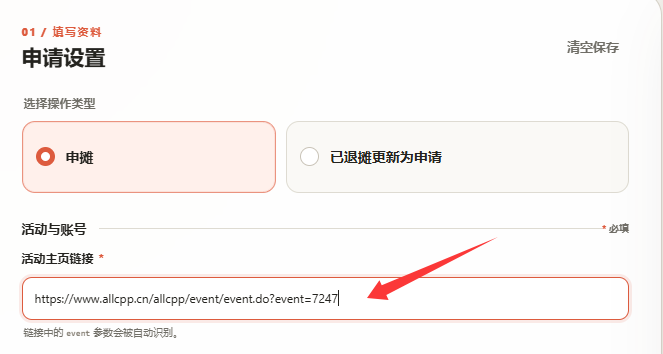 01 / 填写资料
申请设置
清空保存
选择操作类型
申摊
已退摊更新为申请
活动与账号
* 必填
活动主页链接 *
https://www.allcpp.cn/allcpp/event/event.do?event=7247
链接中的 event 参数会被自动识别。